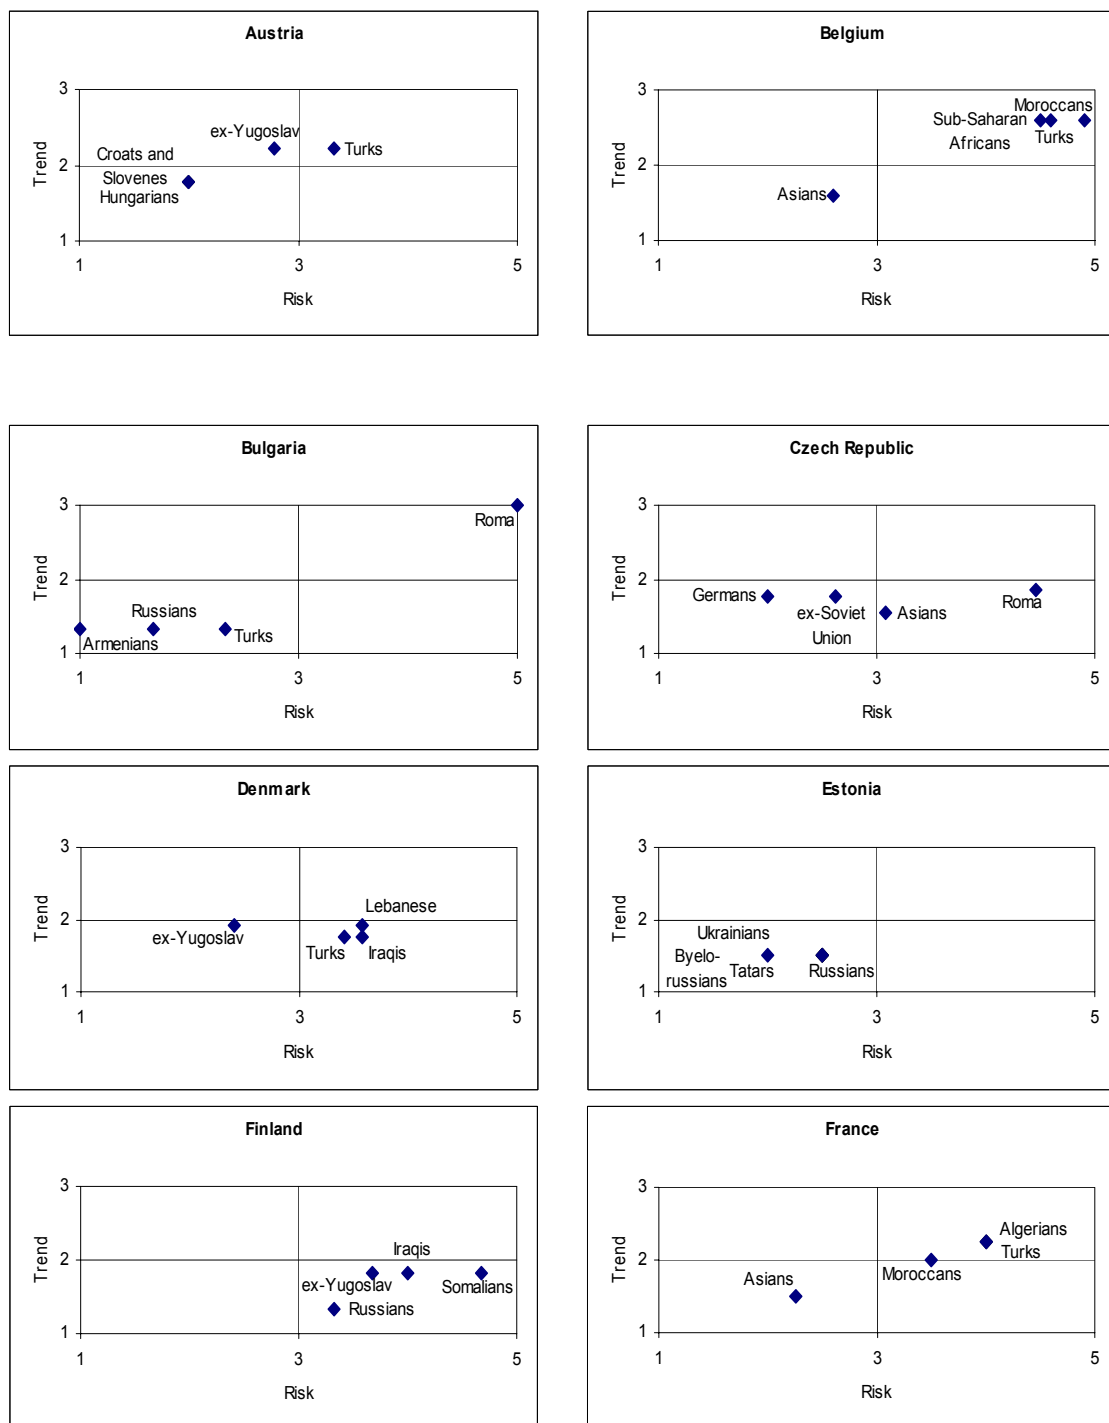 Austria
3
ex-Yugoslav
Turks
Croats and
Slovenes
Hungarians
2
1
Trend
1
3
5
Risk
Belgium
3
Moroccans
Sub-Saharan
Africans
Turks
2
Asians
1
Trend
1
3
5
Risk
Bulgaria
3
Roma
2
Russians
Armenians
Turks
1
Trend
1
3
5
Risk
Czech Republic
3
2
Germans
ex-Soviet
Union
Asians
Roma
1
Trend
1
3
5
Risk
Denmark
3
Lebanese
2
ex-Yugoslav
Turks
Iraqis
1
Trend
1
3
5
Risk
Estonia
3
2
Ukrainians
Byelo-
russians
Tatars
Russians
1
Trend
1
3
5
Risk
Finland
3
2
Iraqis
ex-Yugoslav
Somalians
Russians
1
Trend
1
3
5
Risk
France
3
Algerians
Turks
2
Moroccans
Asians
1
Trend
1
3
5
Risk